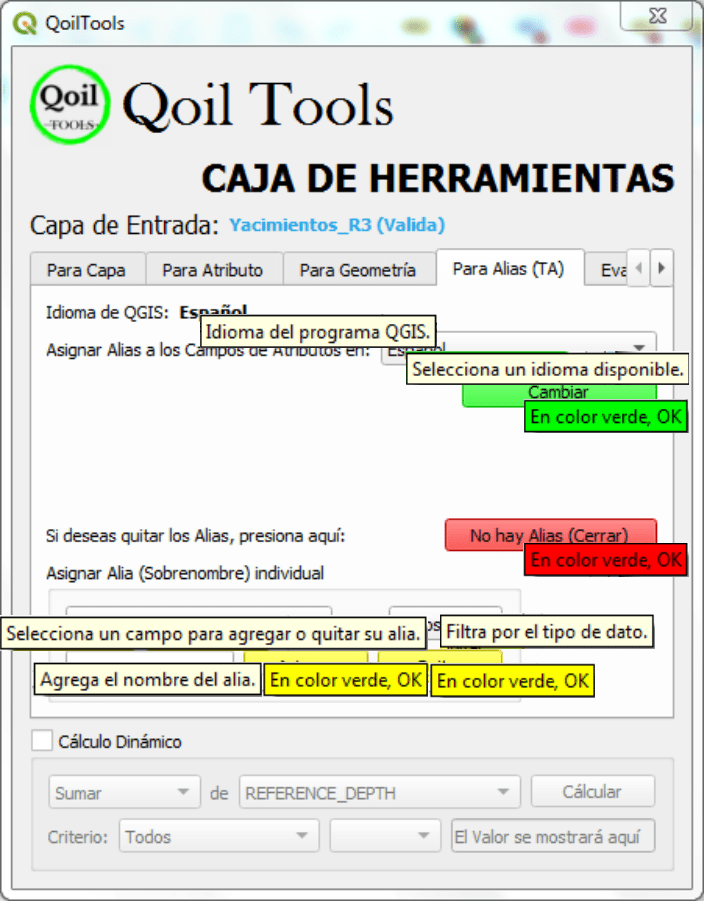 QoilTools
Qoil
TOOLS
Qoil Tools
CAJA DE HERRAMIENTAS
Capa de Entrada: Yacimientos_R3 (Valida)
Para Capa Para Atributo Para Geometría Para Alias (TA) Eva
Idioma de QGIS: Español
Idioma del programa QGIS.
Asignar Alias a los Campos de Atributos en: Español
Selecciona un idioma disponible.
Cambiar
En color verde, OK
Si deseas quitar los Alias, presiona aquí: No hay Alias (Cerrar)
En color verde, OK
Asignar Alia (Sobrenombre) individual
Selecciona un campo para agregar o quitar su alia. Filtra por el tipo de dato.
Agrega el nombre del alia. En color verde, OK En color verde, OK
Cálculo Dinámico
Sumar de REFERENCE_DEPTH Cálcular
Criterio: Todos El Valor se mostrará aquí